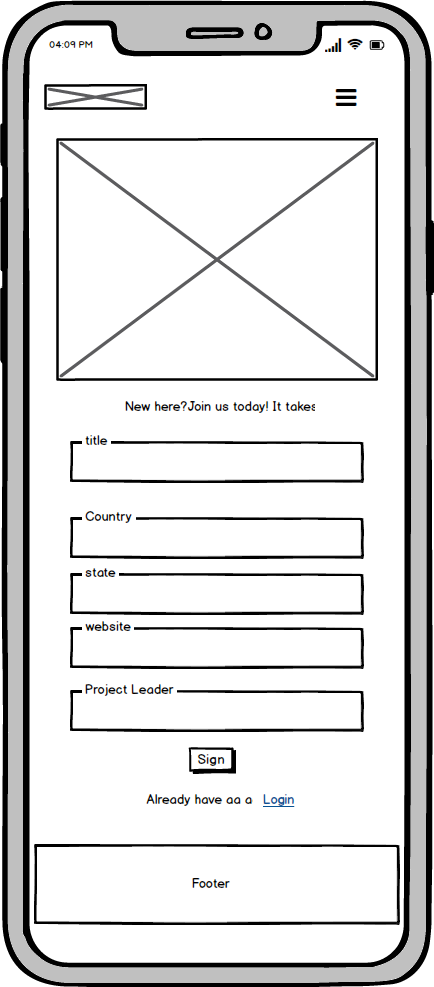 04:09 PM
New here?Join us today! It takes
title
Country
state
website
Project Leader
Sign
Already have aa a Login
Footer